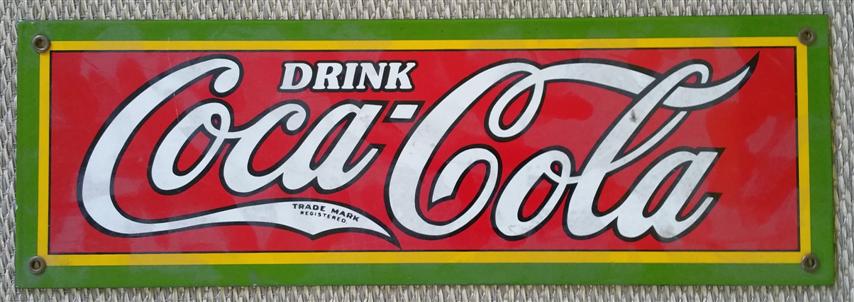 DRINK
Coca-Cola
TRADE MARK
REGISTERED